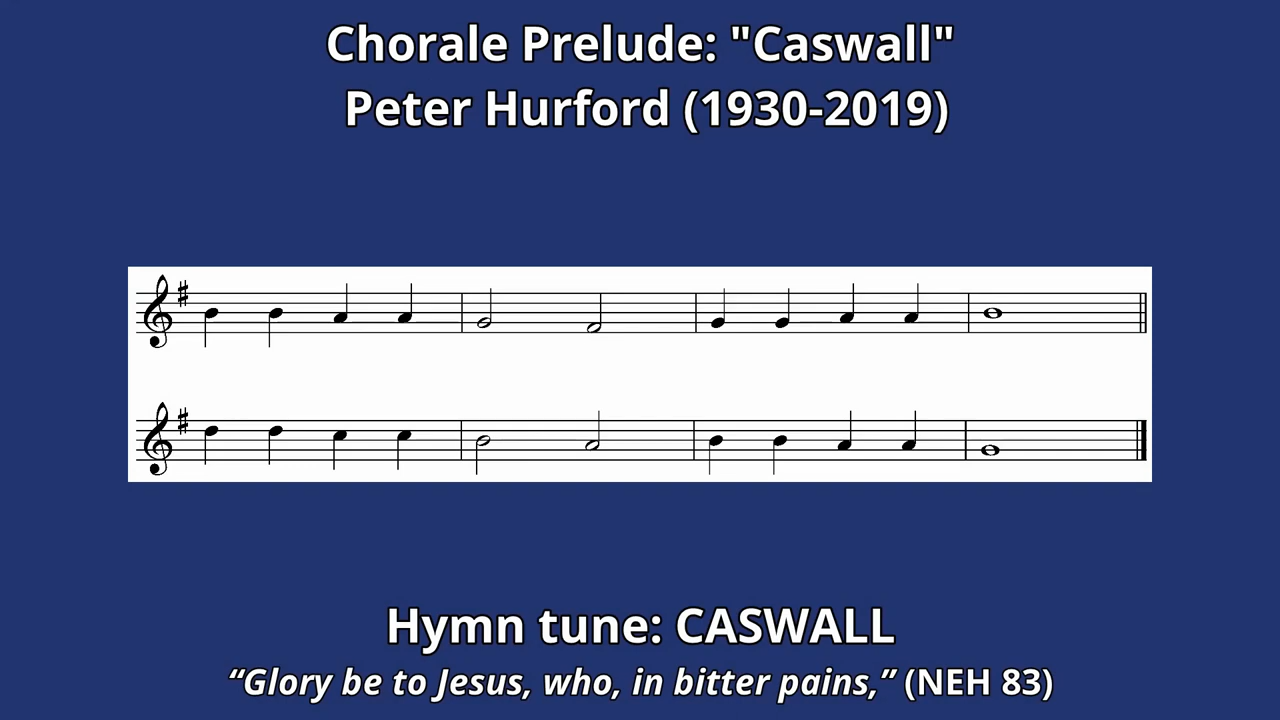 Chorale Prelude: "Caswall"
Peter Hurford (1930-2019)
Hymn tune: CASWALL
“Glory be to Jesus, who, in bitter pains,” (NEH 83)